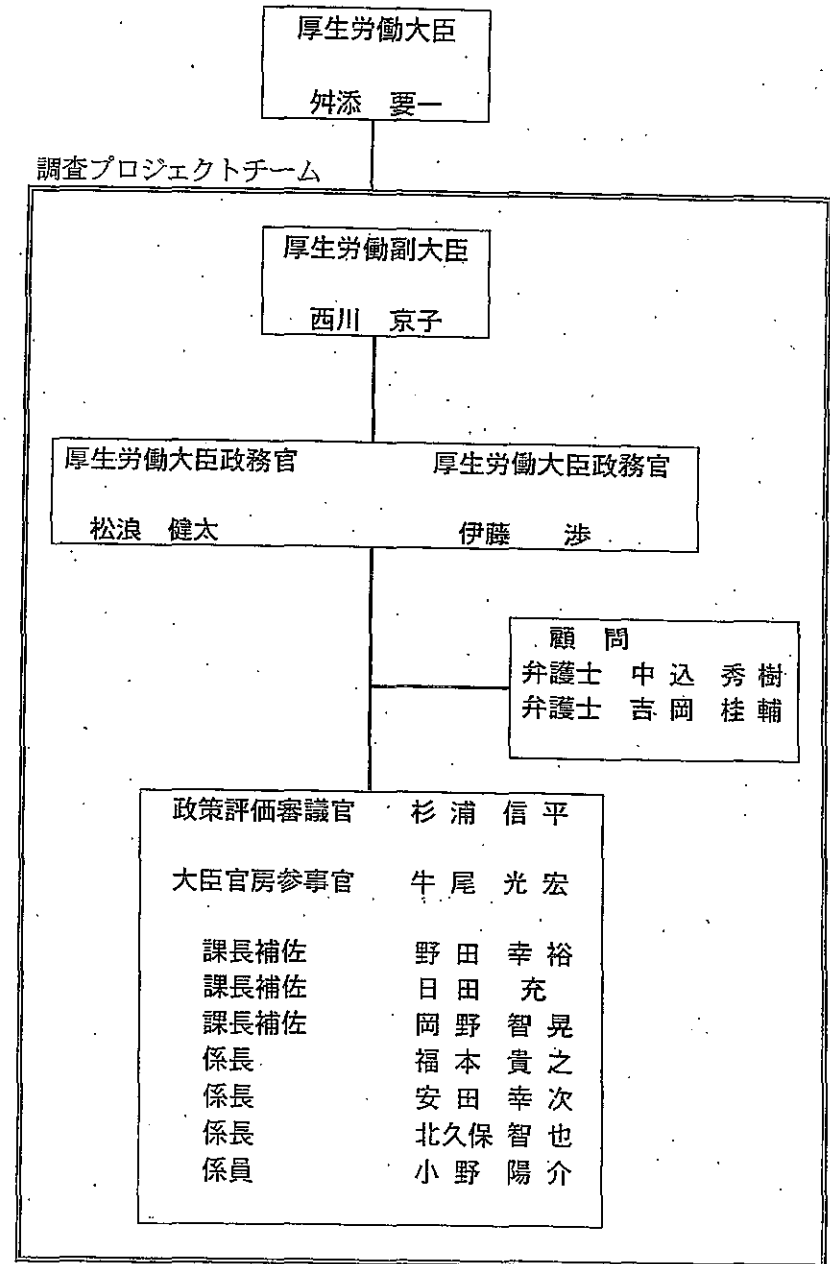 厚生労働大臣
舛添　要一
調査プロジェクトチーム
厚生労働副大臣
西川　京子
厚生労働大臣政務官　厚生労働大臣政務官
松浪　健太　伊藤　渉
顧　問
弁護士　中 込　秀 樹
弁護士　吉 岡　桂 輔
政策評価審議官　杉 浦　信 平
大臣官房参事官　牛 尾　光 宏
課長補佐　野 田　幸 裕
課長補佐　日 田　充
課長補佐　岡 野　智 晃
係長　福 本　貴 之
係長　安 田　幸 次
係長　北久保 智 也
係員　小 野　陽 介